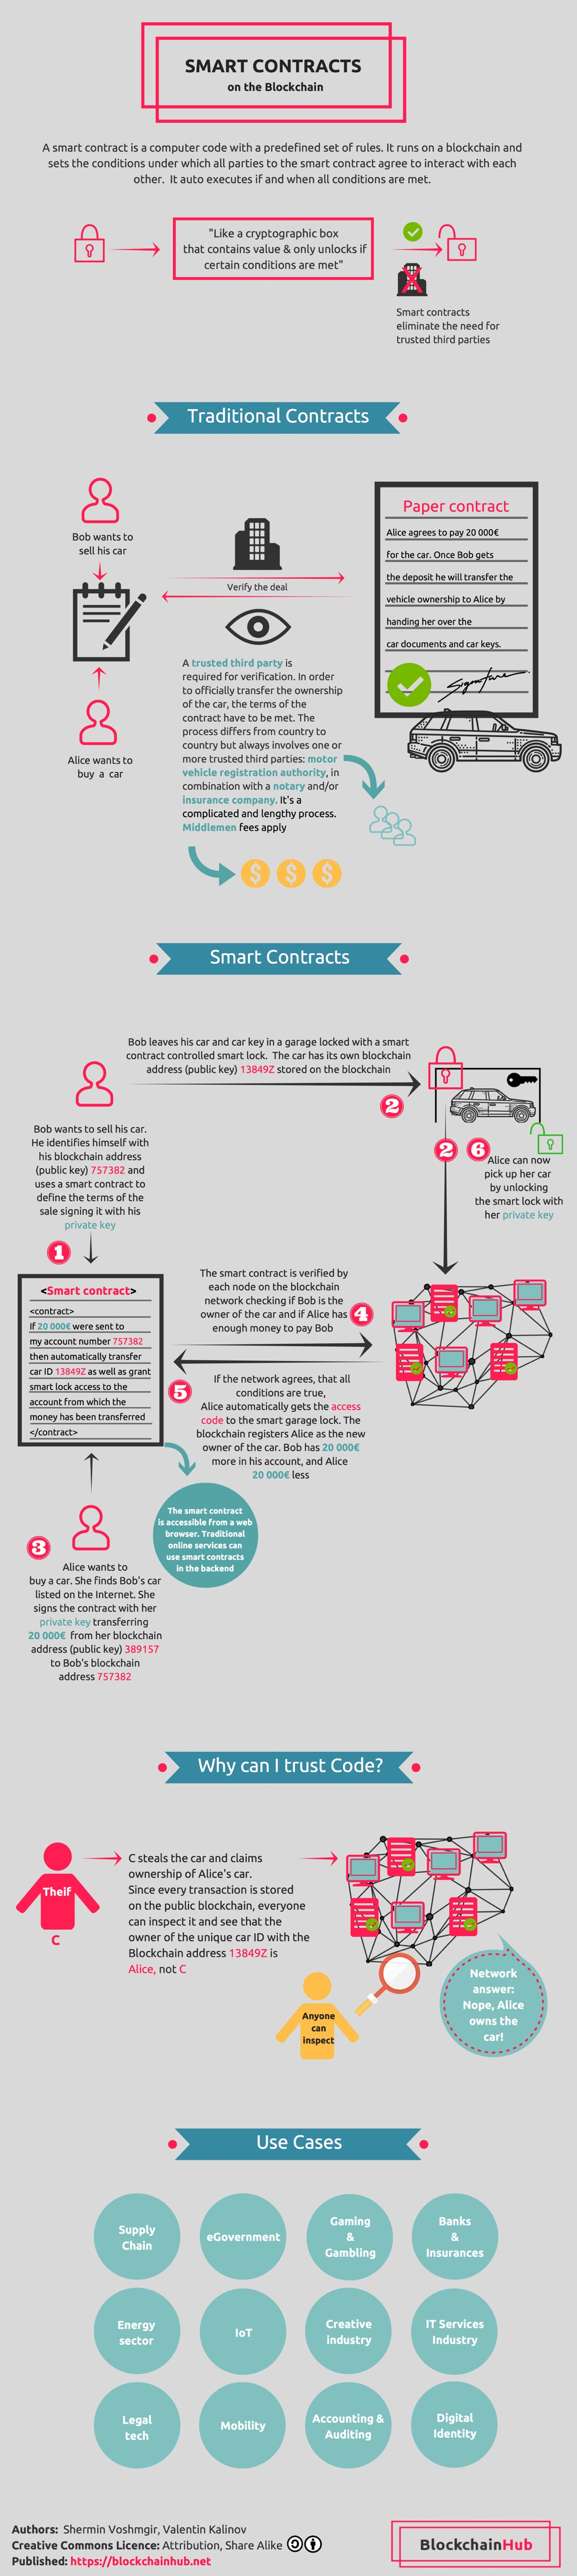 SMART CONTRACTS
on the Blockchain
A smart contract is a computer code with a predefined set of rules. It runs on a blockchain and
sets the conditions under which all parties to the smart contract agree to interact with each
other. It auto executes if and when all conditions are met.
"Like a cryptographic box
that contains value & only unlocks if
certain conditions are met"
Smart contracts
eliminate the need for
trusted third parties
Traditional Contracts
Bob wants to
sell his car
Alice wants to
buy a car
Verify the deal
A trusted third party is
required for verification. In order
to officially transfer the ownership
of the car, the terms of the
contract have to be met. The
process differs from country to
country but always involves one or
more trusted third parties: motor
vehicle registration authority, in
combination with a notary and/or
insurance company. It's a
complicated and lengthy process.
Middlemen fees apply
$ $ $
Paper contract
Alice agrees to pay 20 000€
for the car. Once Bob gets
the deposit he will transfer the
vehicle ownership to Alice by
handing her over the
car documents and car keys.
Signature
Smart Contracts
Bob leaves his car and car key in a garage locked with a smart
contract controlled smart lock. The car has its own blockchain
address (public key) 13849Z stored on the blockchain
2
Bob wants to sell his car.
He identifies himself with
his blockchain address
(public key) 757382 and
uses a smart contract to
define the terms of the
sale signing it with his
private key
1
2
6
Alice can now
pick up her car
by unlocking
the smart lock with
her private key
<Smart contract>
<contract>
If 20 000€ were sent to
my account number 757382
then automatically transfer
car ID 13849Z as well as grant
smart lock access to the
account from which the
money has been transferred
</contract>
The smart contract is verified by
each node on the blockchain
network checking if Bob is the
owner of the car and if Alice has
enough money to pay Bob
4
5
If the network agrees, that all
conditions are true,
Alice automatically gets the access
code to the smart garage lock. The
blockchain registers Alice as the new
owner of the car. Bob has 20 000€
more in his account, and Alice
20 000€ less
The smart contract
is accessible from a web
browser. Traditional
online services can
use smart contracts
in the backend
3
Alice wants to
buy a car. She finds Bob's car
listed on the Internet. She
signs the contract with her
private key transferring
20 000€ from her blockchain
address (public key) 389157
to Bob's blockchain
address 757382
Why can I trust Code?
Theif
C
C steals the car and claims
ownership of Alice's car.
Since every transaction is stored
on the public blockchain, everyone
can inspect it and see that the
owner of the unique car ID with the
Blockchain address 13849Z is
Alice, not C
Anyone
can
inspect
Network
answer:
Nope, Alice
owns the
car!
Use Cases
Supply
Chain
eGovernment
Gaming
&
Gambling
Banks
&
Insurances
Energy
sector
IoT
Creative
industry
IT Services
Industry
Legal
tech
Mobility
Accounting &
Auditing
Digital
Identity
Authors: Shermin Voshmgir, Valentin Kalinov
Creative Commons Licence: Attribution, Share Alike
Published: https://blockchainhub.net
BlockchainHub